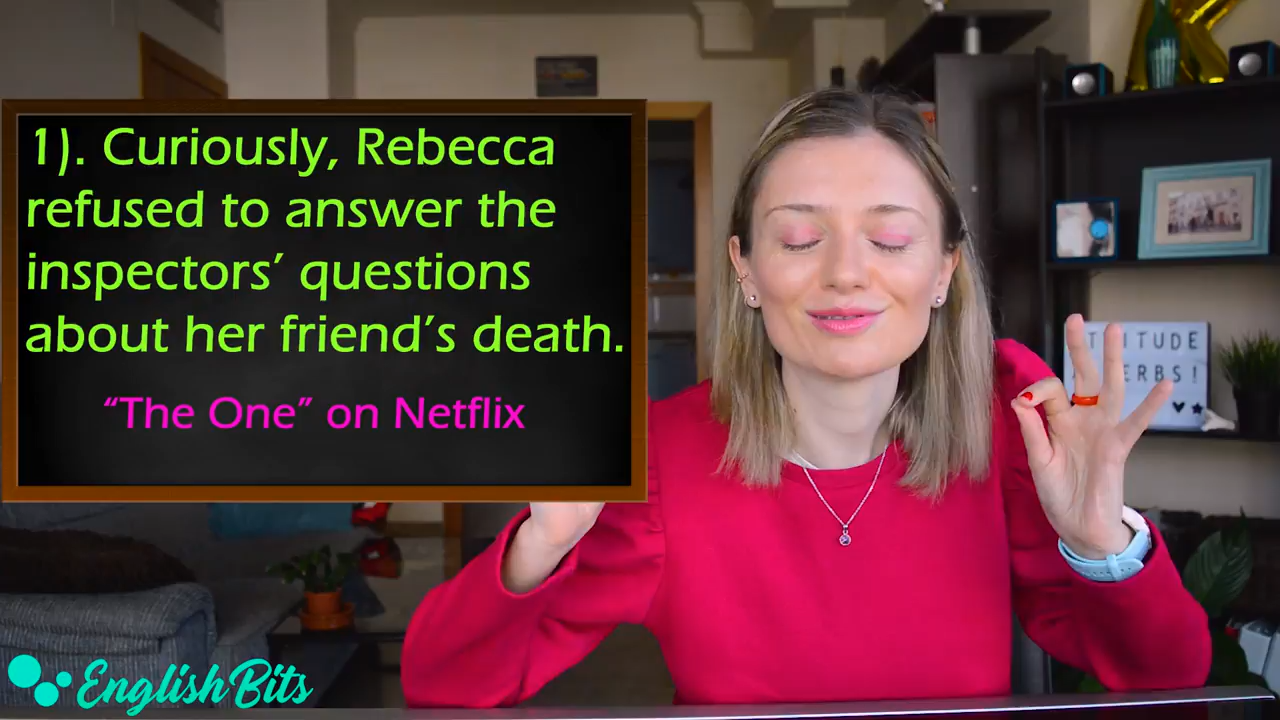 1). Curiously, Rebecca
refused to answer the
inspectors’ questions
about her friend’s death.
“The One” on Netflix
EnglishBits